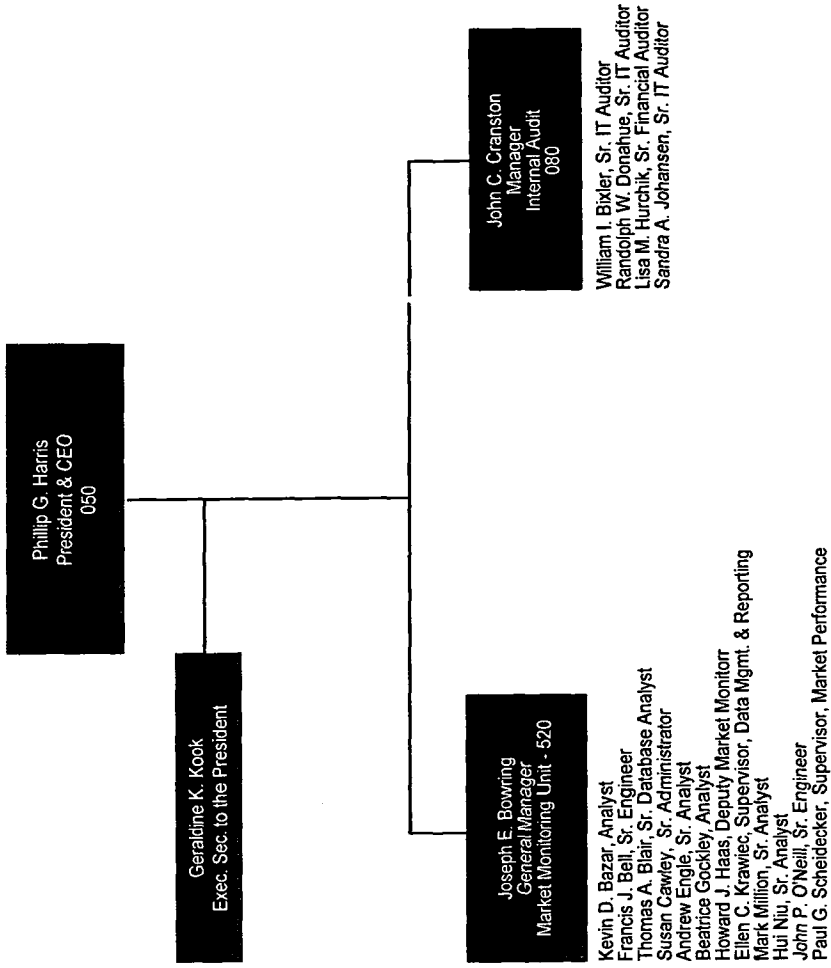 Phillip G. Harris
President & CEO
050
Geraldine K. Kook
Exec. Sec. to the President
Joseph E. Bowring
General Manager
Market Monitoring Unit - 520
Kevin D. Bazar, Analyst
Francis J. Bell, Sr. Engineer
Thomas A. Blair, Sr. Database Analyst
Susan Cawley, Sr. Administrator
Andrew Engle, Sr. Analyst
Beatrice Gockley, Analyst
Howard J. Haas, Deputy Market Monitorr
Ellen C. Krawiec, Supervisor, Data Mgmt. & Reporting
Mark Million, Sr. Analyst
Hui Niu, Sr. Analyst
John P. O'Neill, Sr. Engineer
Paul G. Scheidecker, Supervisor, Market Performance
John C. Cranston
Manager
Internal Audit
080
William I. Bixler, Sr. IT Auditor
Randolph W. Donahue, Sr. IT Auditor
Lisa M. Hurchik, Sr. Financial Auditor
Sandra A. Johansen, Sr. IT Auditor